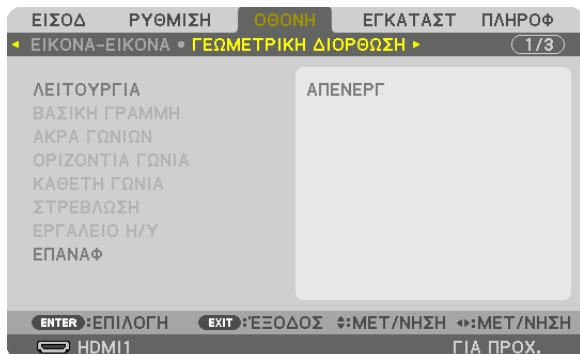 ΕΙΣΟΔ ΡΥΘΜΙΣΗ ΟΘΟΝΗ ΕΓΚΑΤΑΣΤ ΠΛΗΡΟΦ
◂ ΕΙΚΟΝΑ-ΕΙΚΟΝΑ • ΓΕΩΜΕΤΡΙΚΗ ΔΙΟΡΘΩΣΗ ▸ 1/3
ΛΕΙΤΟΥΡΓΙΑ ΑΠΕΝΕΡΓ
ΒΑΣΙΚΗ ΓΡΑΜΜΗ
ΑΚΡΑ ΓΩΝΙΩΝ
ΟΡΙΖΟΝΤΙΑ ΓΩΝΙΑ
ΚΑΘΕΤΗ ΓΩΝΙΑ
ΣΤΡΕΒΛΩΣΗ
ΕΡΓΑΛΕΙΟ Η/Υ
ΕΠΑΝΑΦ
ENTER:ΕΠΙΛΟΓΗ EXIT:ΈΞΟΔΟΣ ♦:ΜΕΤ/ΝΗΣΗ ◂▸:ΜΕΤ/ΝΗΣΗ
HDMI1 ΓΙΑ ΠΡΟΧ.